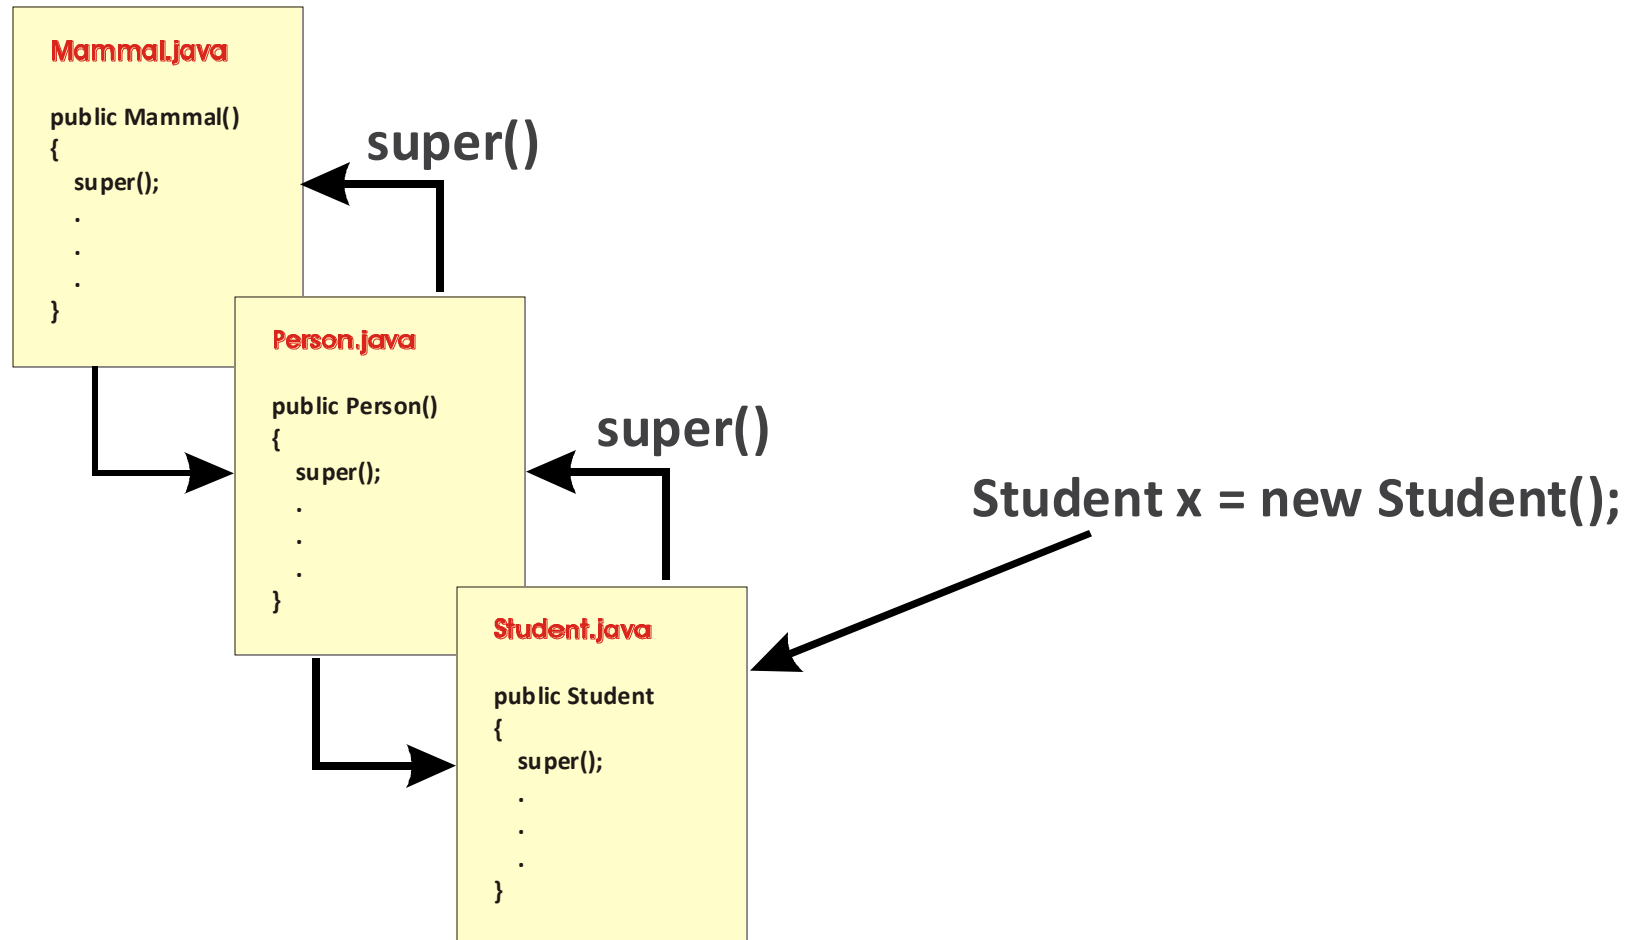 Mammal.java
public Mammal()
{
super();
.
.
.
}
super()
Person.java
public Person()
{
super();
.
.
.
}
super()
Student x = new Student();
Student.java
public Student
{
super();
.
.
.
}